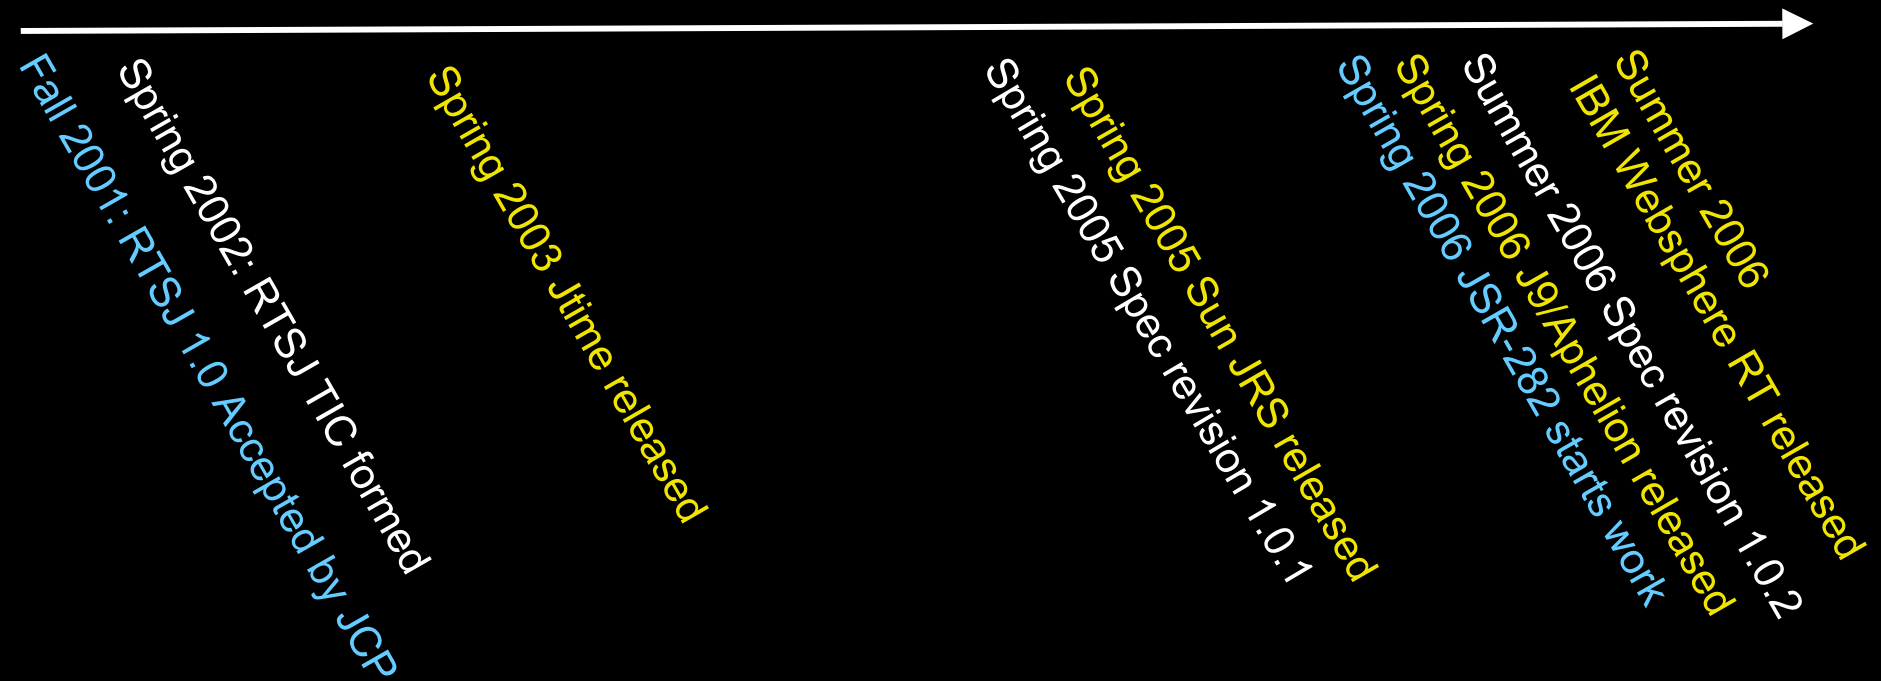 Fall 2001: RTSJ 1.0 Accepted by JCP
Spring 2002: RTSJ TIC formed
Spring 2003 Jtime released
Spring 2005 Spec revision 1.0.1
Spring 2005 Sun JRS released
Spring 2006 JSR-282 starts work
Spring 2006 J9/Aphelion released
Summer 2006 Spec revision 1.0.2
Summer 2006
IBM Websphere RT released